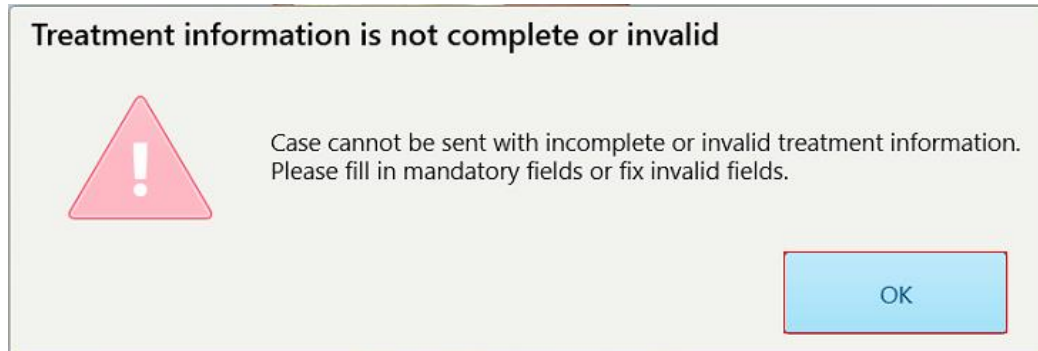 Treatment information is not complete or invalid
Case cannot be sent with incomplete or invalid treatment information.
Please fill in mandatory fields or fix invalid fields.
OK